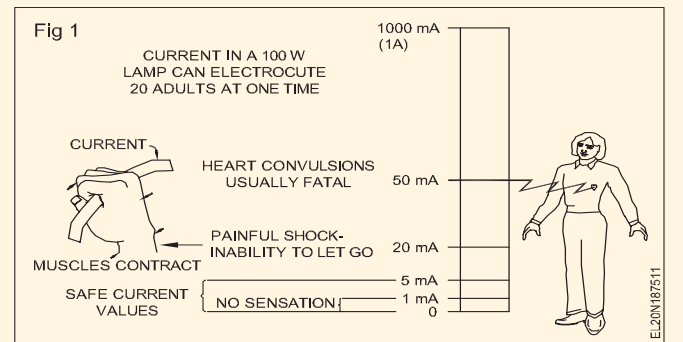 Fig 1
CURRENT IN A 100 W
LAMP CAN ELECTROCUTE
20 ADULTS AT ONE TIME
1000 mA
(1A)
CURRENT
HEART CONVULSIONS
USUALLY FATAL
50 mA
PAINFUL SHOCK-
INABILITY TO LET GO
20 mA
MUSCLES CONTRACT
5 mA
SAFE CURRENT
VALUES
NO SENSATION
1 mA
0
EL20N187511